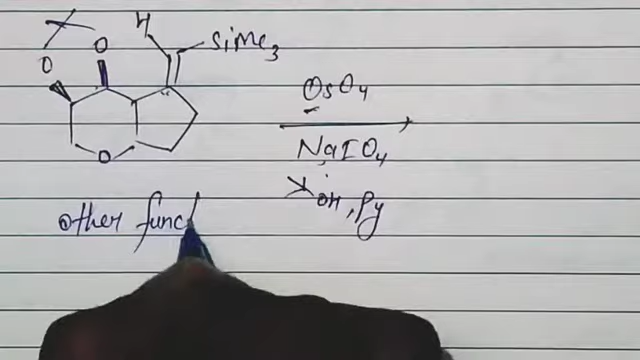 H
SiMe3
O
O
O
OsO4
NaIO4
OH, Py
other func